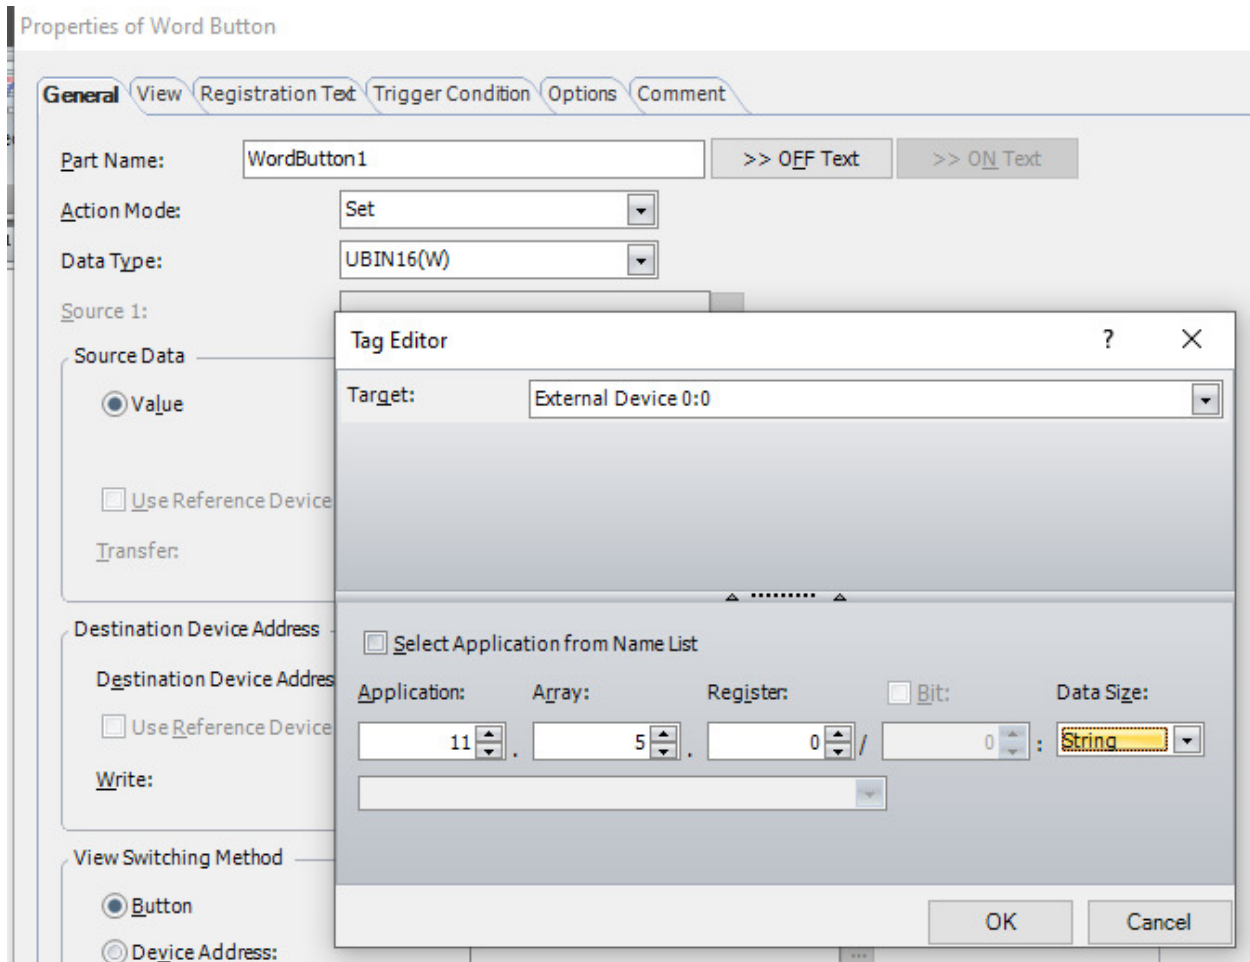 Properties of Word Button
General View Registration Text Trigger Condition Options Comment
Part Name: WordButton1 >> OFF Text >> ON Text
Action Mode: Set
Data Type: UBIN16(W)
Source 1:
Source Data
Value
Use Reference Device
Transfer:
Destination Device Address
Destination Device Addres
Use Reference Device
Write:
View Switching Method
Button
Device Address:
Tag Editor ? X
Target: External Device 0:0
Select Application from Name List
Application: Array: Register: Bit: Data Size:
11 . 5 . 0 / 0 : String
OK Cancel
...